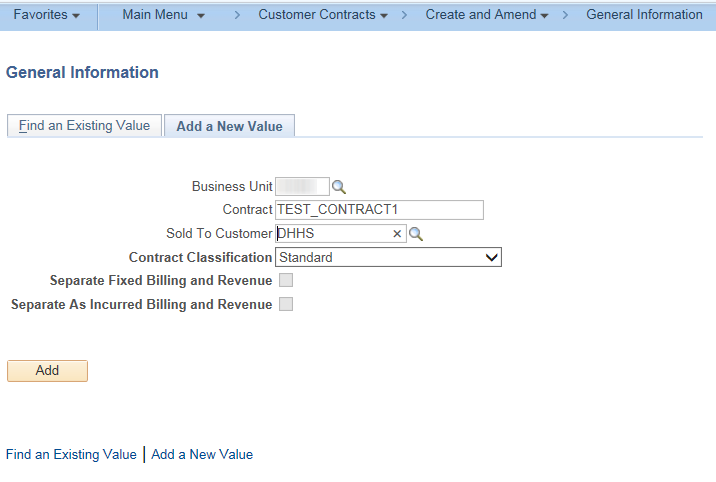 Favorites Main Menu > Customer Contracts > Create and Amend > General Information
General Information
Find an Existing Value Add a New Value
Business Unit
Contract TEST_CONTRACT1
Sold To Customer DHHS ×
Contract Classification Standard
Separate Fixed Billing and Revenue
Separate As Incurred Billing and Revenue
Add
Find an Existing Value | Add a New Value